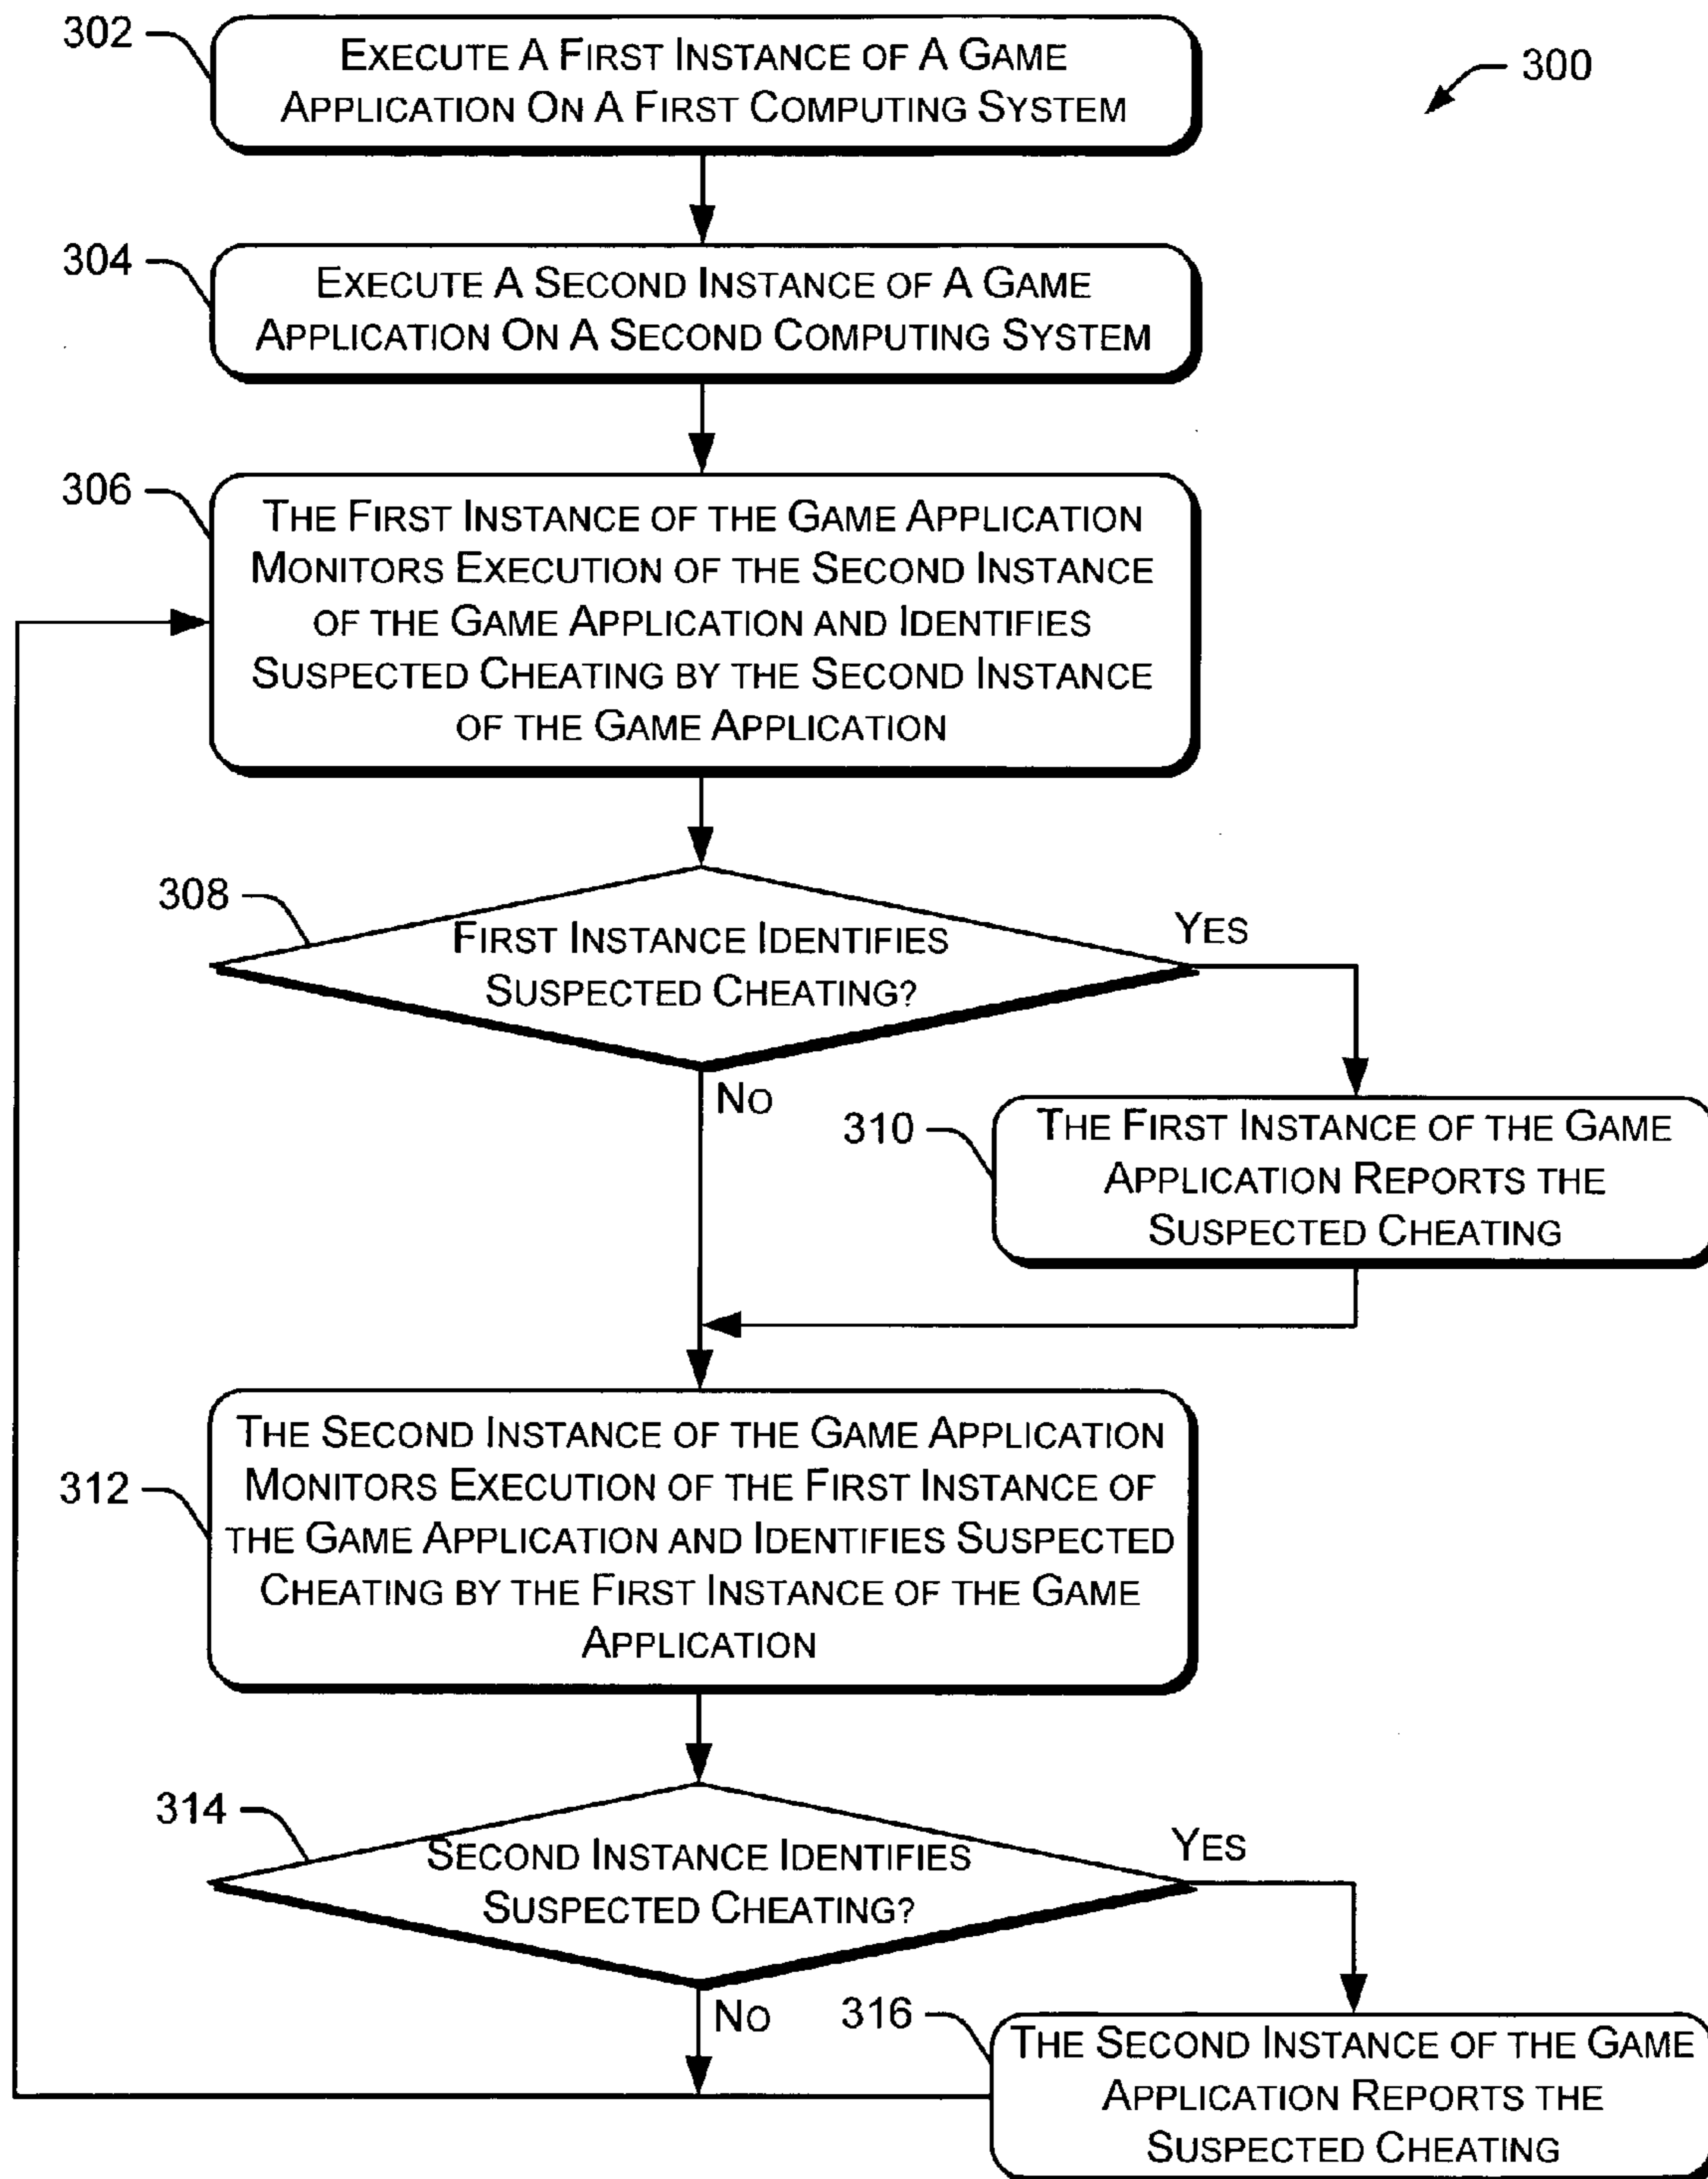 302
EXECUTE A FIRST INSTANCE OF A GAME
APPLICATION ON A FIRST COMPUTING SYSTEM
300
304
EXECUTE A SECOND INSTANCE OF A GAME
APPLICATION ON A SECOND COMPUTING SYSTEM
306
THE FIRST INSTANCE OF THE GAME APPLICATION
MONITORS EXECUTION OF THE SECOND INSTANCE
OF THE GAME APPLICATION AND IDENTIFIES
SUSPECTED CHEATING BY THE SECOND INSTANCE
OF THE GAME APPLICATION
308
FIRST INSTANCE IDENTIFIES
SUSPECTED CHEATING?
YES
NO
310
THE FIRST INSTANCE OF THE GAME
APPLICATION REPORTS THE
SUSPECTED CHEATING
312
THE SECOND INSTANCE OF THE GAME APPLICATION
MONITORS EXECUTION OF THE FIRST INSTANCE OF
THE GAME APPLICATION AND IDENTIFIES SUSPECTED
CHEATING BY THE FIRST INSTANCE OF THE GAME
APPLICATION
314
SECOND INSTANCE IDENTIFIES
SUSPECTED CHEATING?
YES
NO
316
THE SECOND INSTANCE OF THE GAME
APPLICATION REPORTS THE
SUSPECTED CHEATING